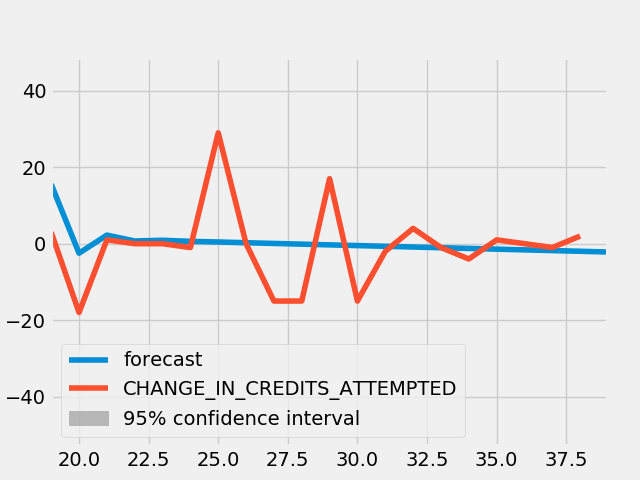 40
20
0
−20
−40
forecast
CHANGE_IN_CREDITS_ATTEMPTED
95% confidence interval
20.0 22.5 25.0 27.5 30.0 32.5 35.0 37.5